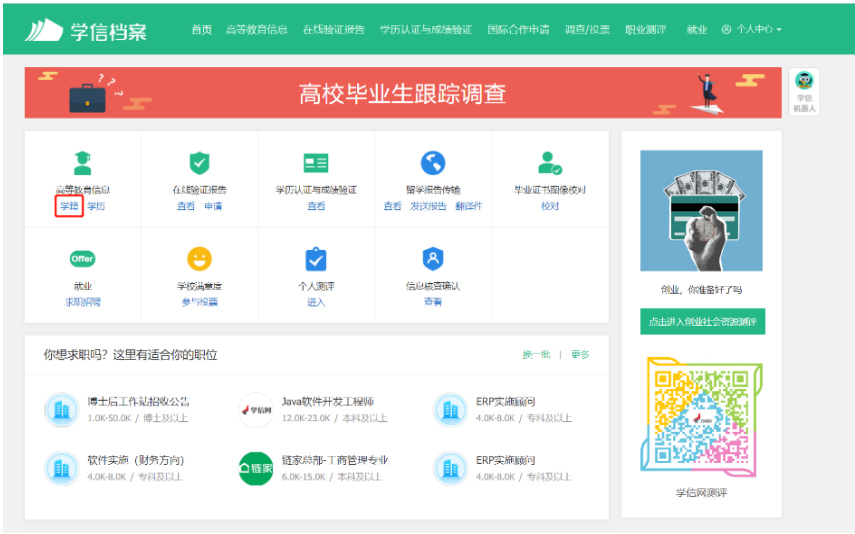 学信档案
首页 高等教育信息 在线验证报告 学历认证与成绩验证 国际合作申请 调查/投票 职业测评 就业 个人中心
高校毕业生跟踪调查
学信
机器人
高等教育信息 在线验证报告 学历认证与成绩验证 留学报告传输 毕业证书图像校对
学籍 学历 查看 申请 查看 查看 发送报告 翻译件 校对
Offer
就业 学校满意度 个人测评 信息核查确认
求职招聘 参与投票 进入 查看
创业，你准备好了吗
点击进入创业社会资源测评
你想求职吗？这里有适合你的职位 换一批 | 更多
博士后工作站招收公告 学信网 Java软件开发工程师 ERP实施顾问
1.0K-50.0K / 博士及以上 12.0K-23.0K / 本科及以上 4.0K-8.0K / 专科及以上
软件实施（财务方向） 链家 链家总部-工商管理专业 ERP实施顾问
4.0K-8.0K / 专科及以上 6.0K-15.0K / 本科及以上 4.0K-8.0K / 专科及以上
学信网测评